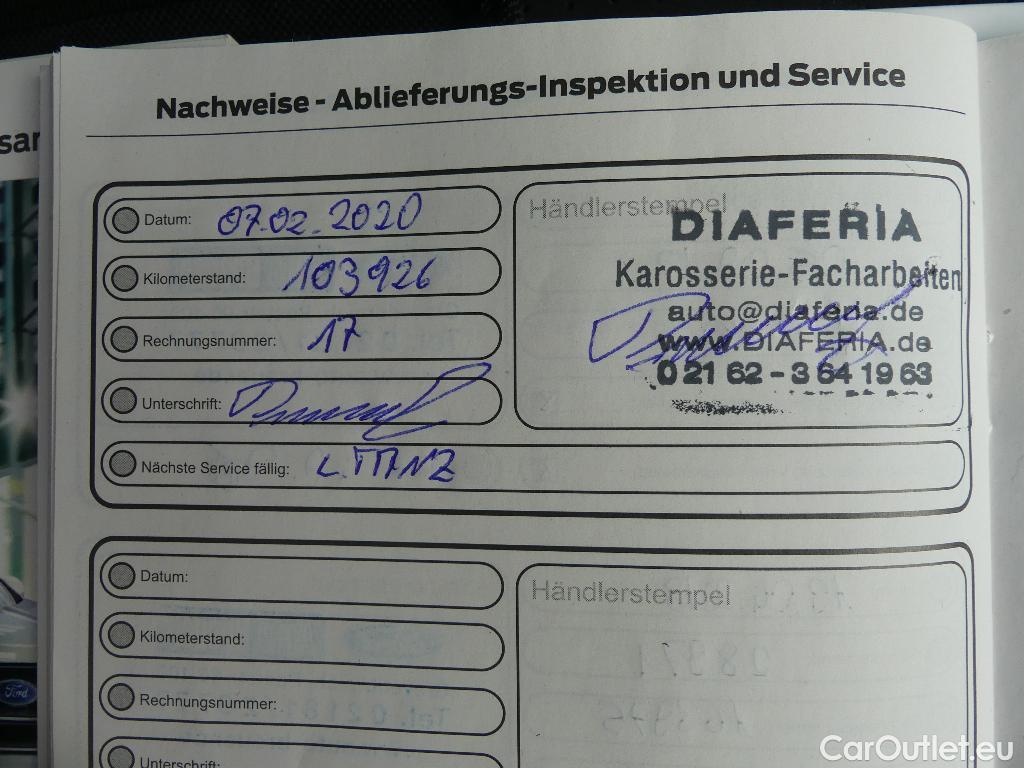 sar
Nachweise - Ablieferungs-Inspektion und Service
Datum: 07.02.2020
Kilometerstand: 103926
Rechnungsnummer: 17
Unterschrift:
Nächste Service fällig:
Händlerstempel
DIAFERIA
Karosserie-Facharbeiten
auto@diaferia.de
www.DIAFERIA.de
0 21 62 - 3 64 19 63
Datum:
Kilometerstand:
Rechnungsnummer:
Unterschrift:
Händlerstempel
Ford
CarOutlet.eu